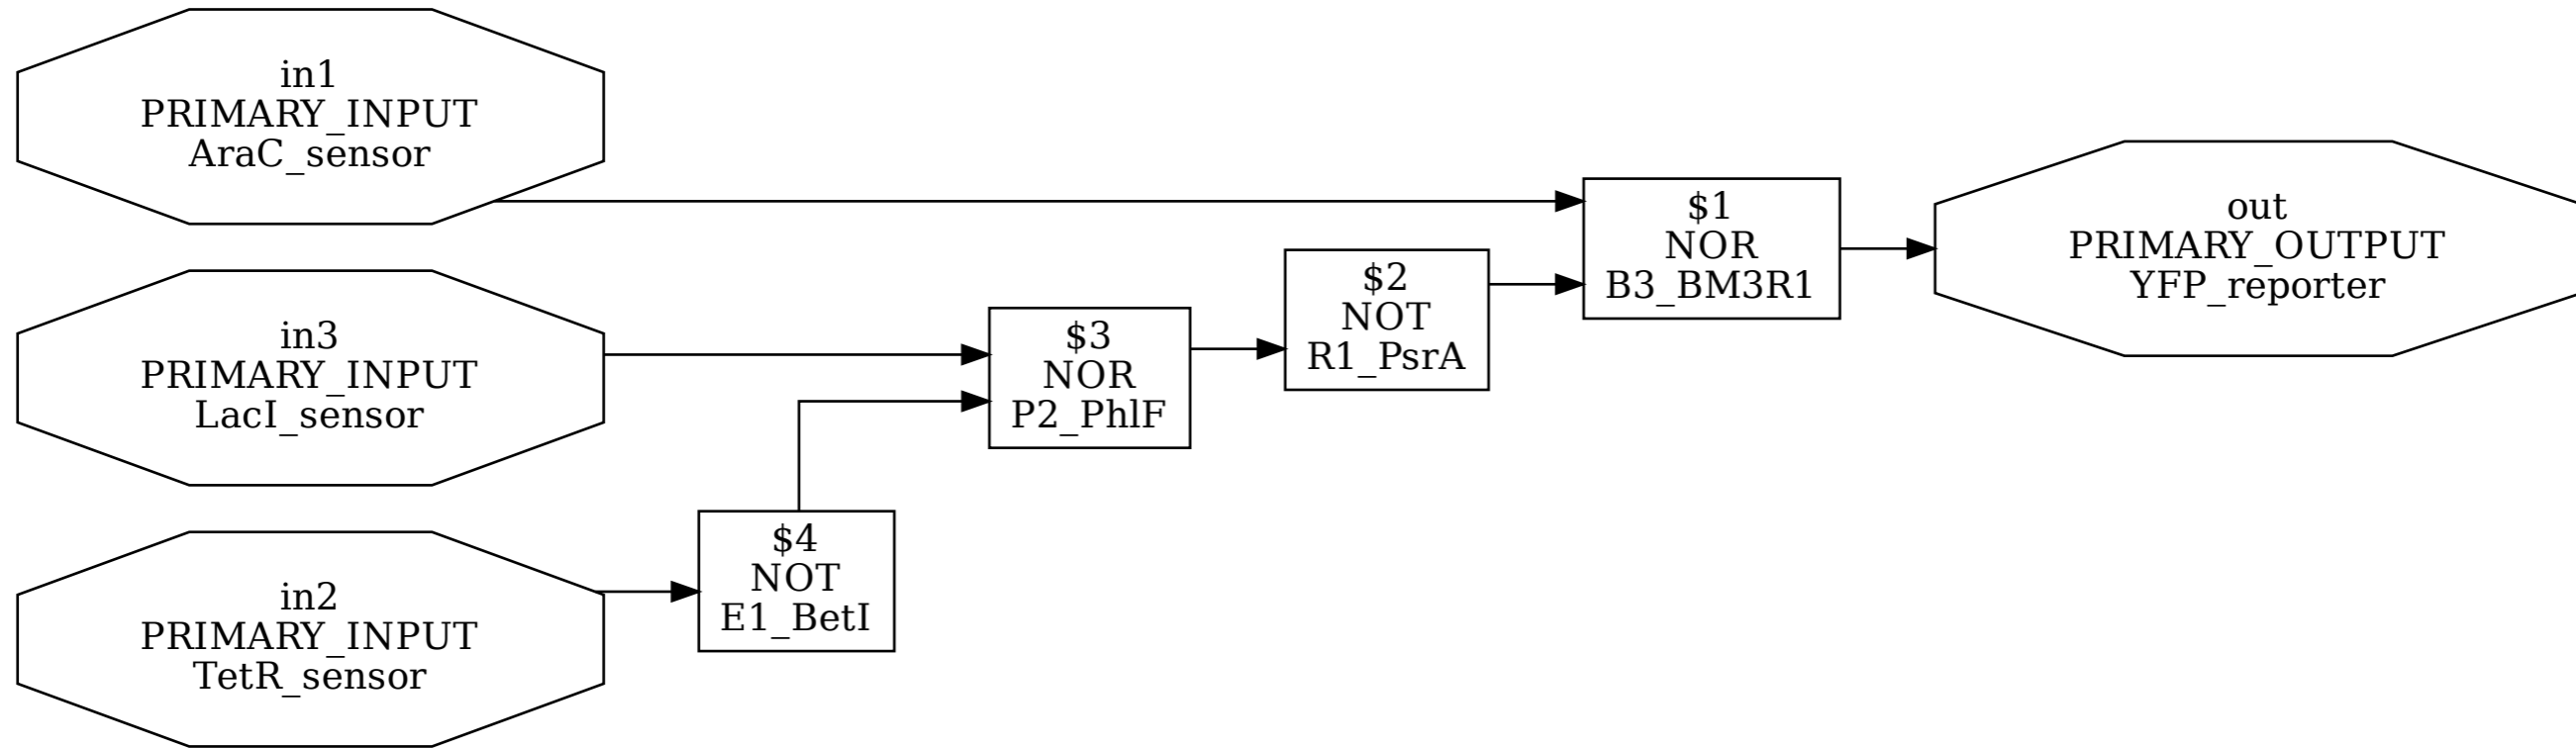 in1
PRIMARY_INPUT
AraC_sensor
in3
PRIMARY_INPUT
LacI_sensor
in2
PRIMARY_INPUT
TetR_sensor
$4
NOT
E1_BetI
$3
NOR
P2_PhlF
$2
NOT
R1_PsrA
$1
NOR
B3_BM3R1
out
PRIMARY_OUTPUT
YFP_reporter